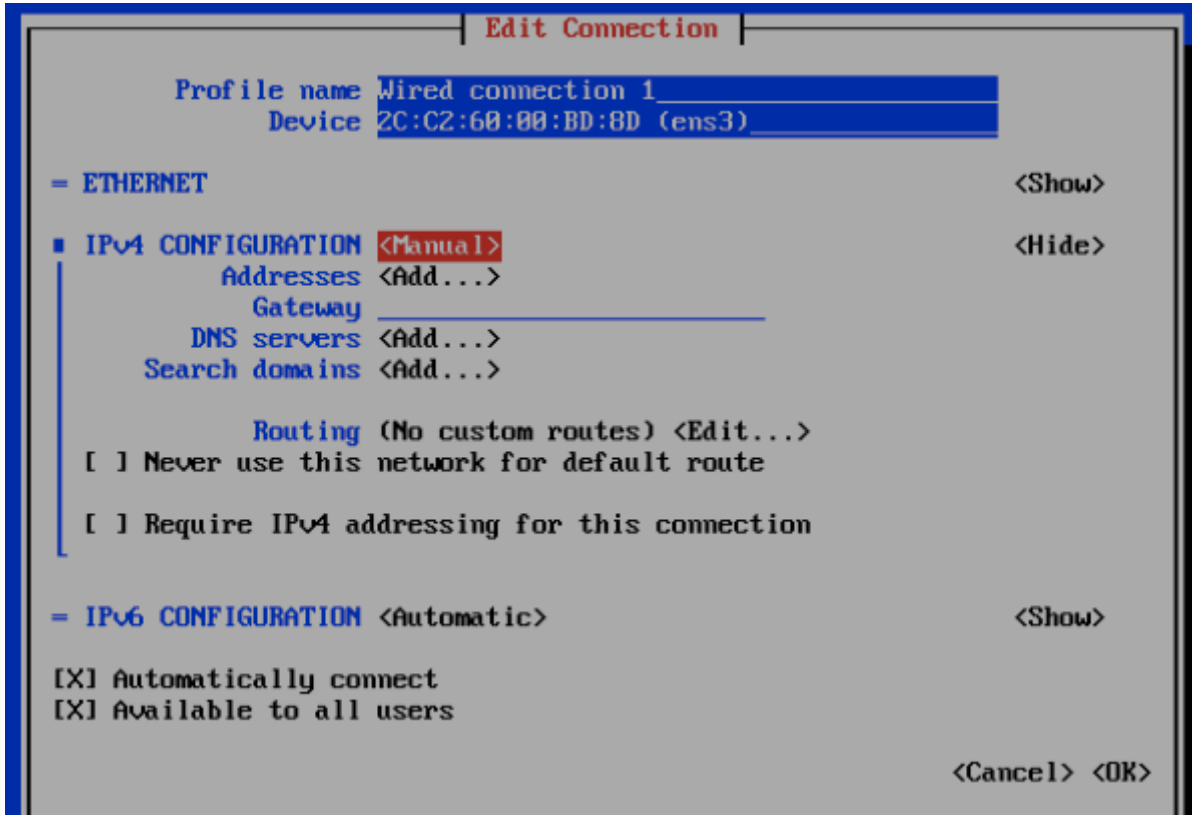 Edit Connection
Profile name Wired connection 1
Device 2C:C2:60:00:BD:8D (ens3)
= ETHERNET <Show>
IPv4 CONFIGURATION <Manual> <Hide>
Addresses <Add...>
Gateway
DNS servers <Add...>
Search domains <Add...>
Routing (No custom routes) <Edit...>
[ ] Never use this network for default route
[ ] Require IPv4 addressing for this connection
= IPv6 CONFIGURATION <Automatic> <Show>
[X] Automatically connect
[X] Available to all users
<Cancel> <OK>